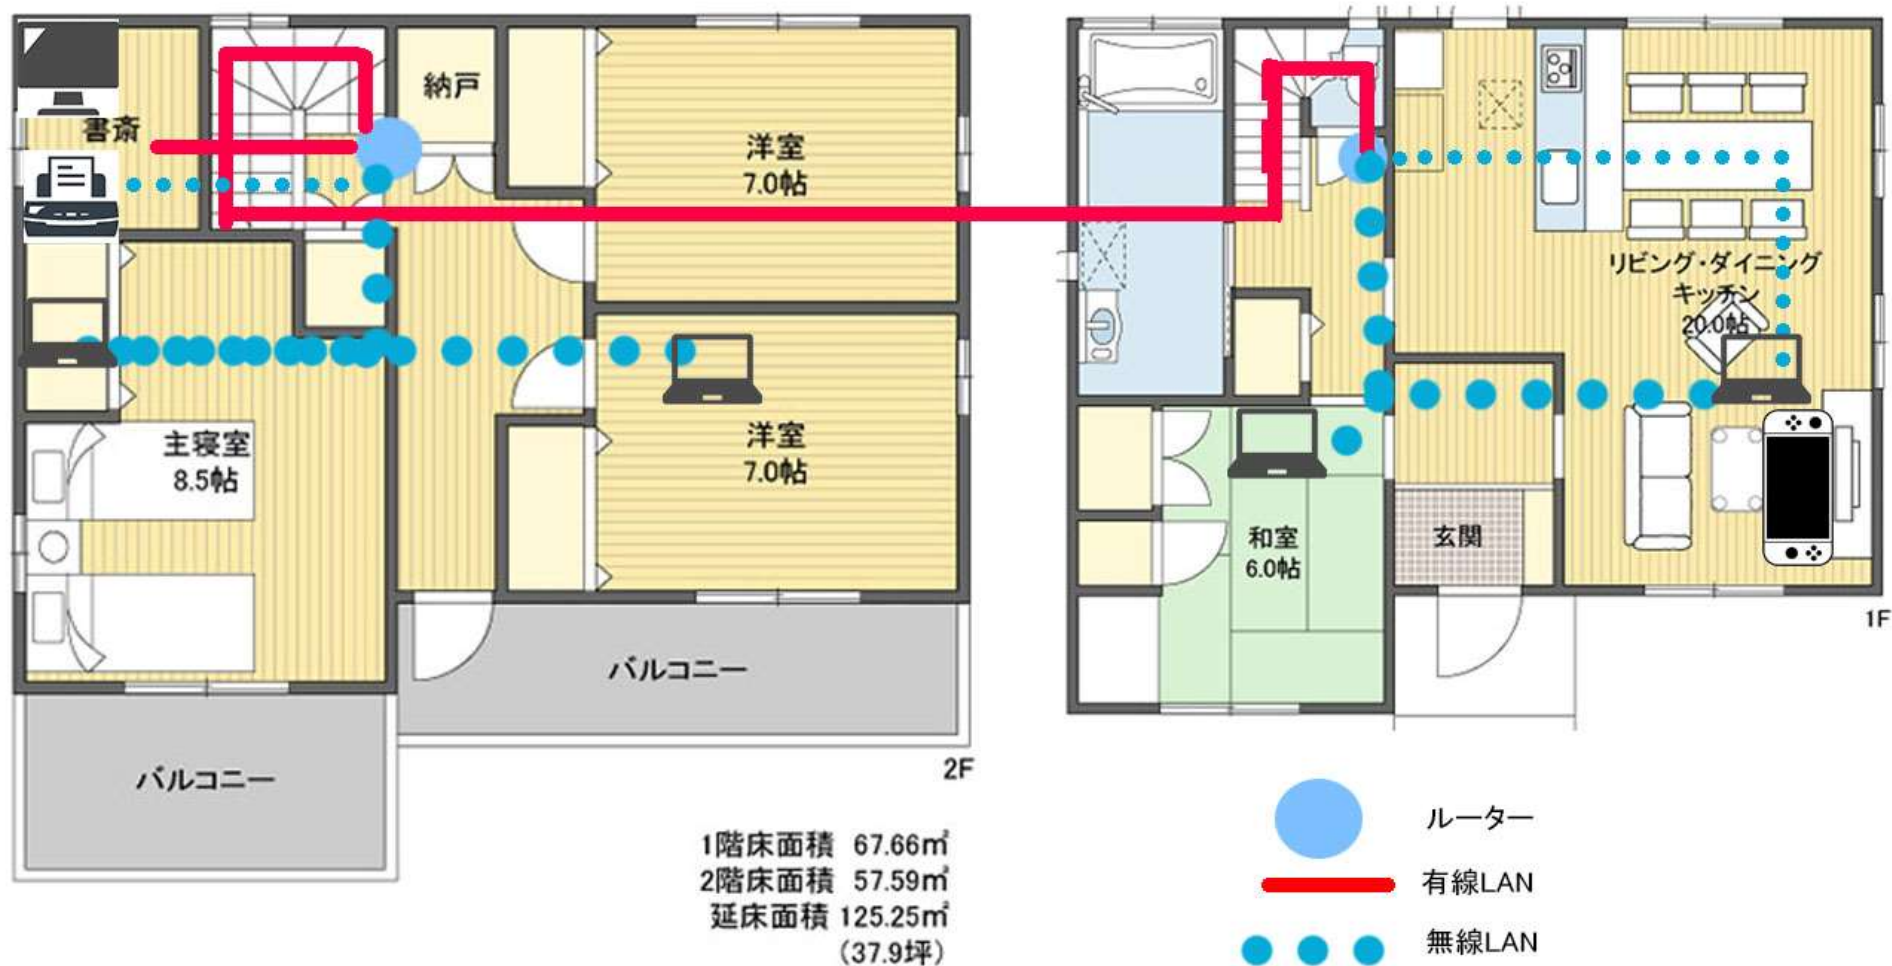 書斎
納戸
洋室
7.0帖
主寝室
8.5帖
洋室
7.0帖
バルコニー
バルコニー
2F
1階床面積 67.66㎡
2階床面積 57.59㎡
延床面積 125.25㎡
(37.9坪)
リビング・ダイニング
キッチン
20.0帖
和室
6.0帖
玄関
1F
ルーター
有線LAN
無線LAN